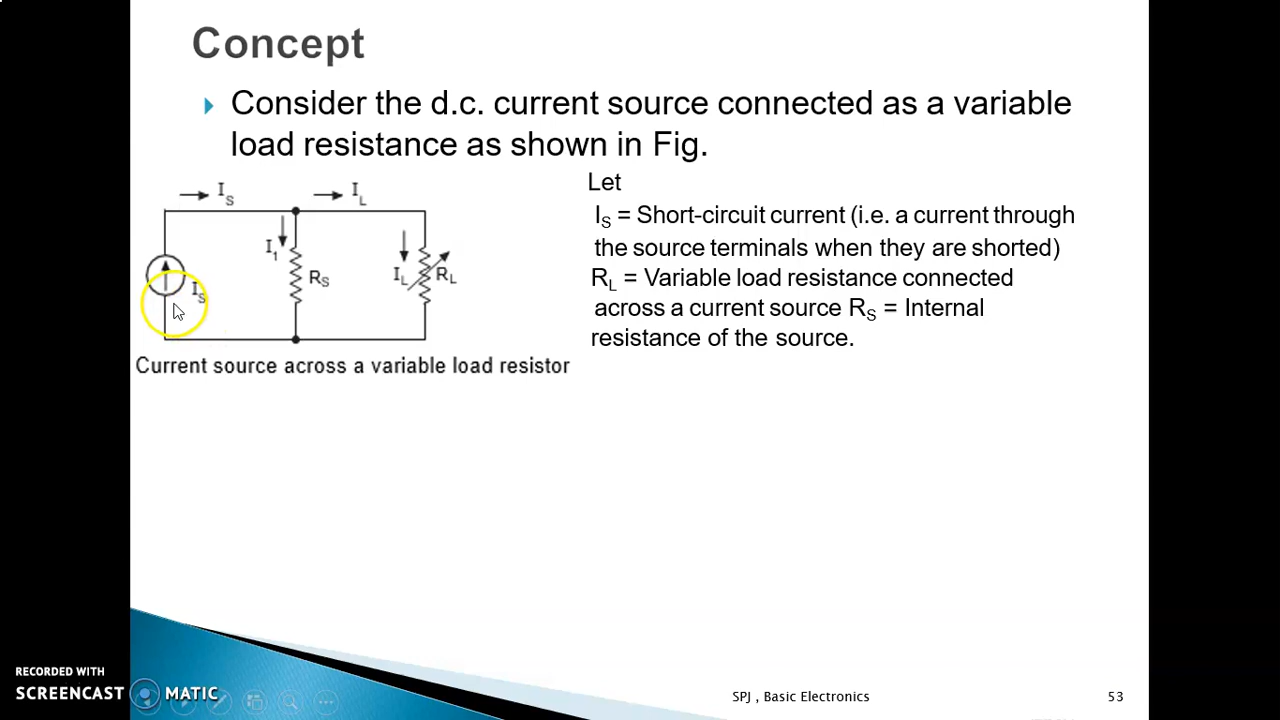 Concept
Consider the d.c. current source connected as a variable
load resistance as shown in Fig.
Let
IS = Short-circuit current (i.e. a current through
the source terminals when they are shorted)
RL = Variable load resistance connected
across a current source RS = Internal
resistance of the source.
IS
IL
I1
RS
IL
RL
IS
Current source across a variable load resistor
RECORDED WITH
SCREENCAST MATIC
SPJ , Basic Electronics
53